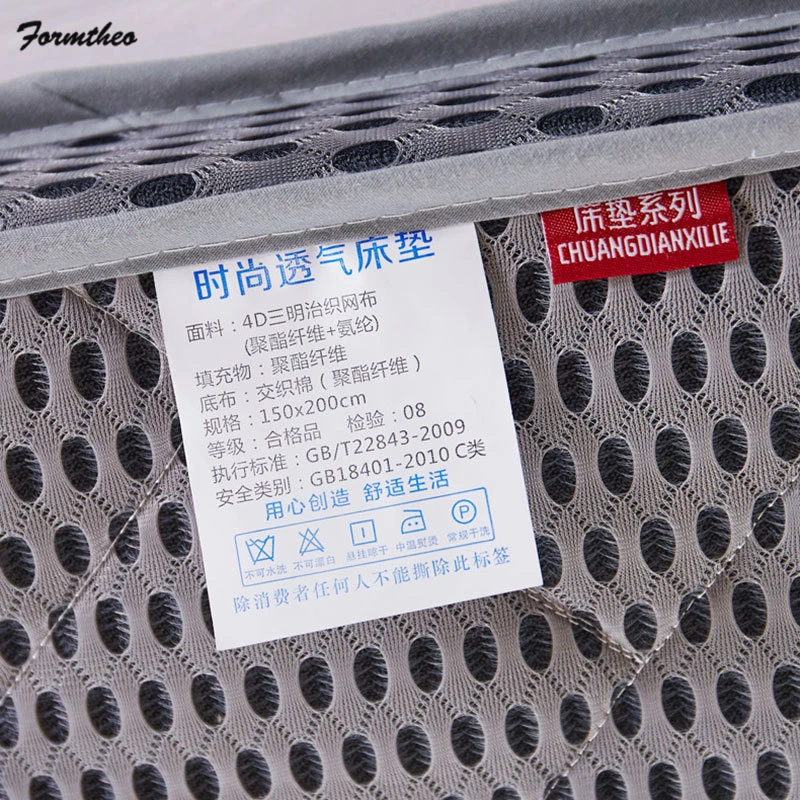 Formtheo
床垫系列
CHUANGDIANXILIE
时尚透气床垫
面料：4D三明治织网布
(聚酯纤维+氨纶)
填充物：聚酯纤维
底布：交织棉（聚酯纤维）
规格：150x200cm
等级：合格品 检验：08
执行标准：GB/T22843-2009
安全类别：GB18401-2010 C类
用心创造 舒适生活
P
不可水洗 不可漂白 悬挂晾干 中温熨烫 常规干洗
除消费者任何人不能撕除此标签